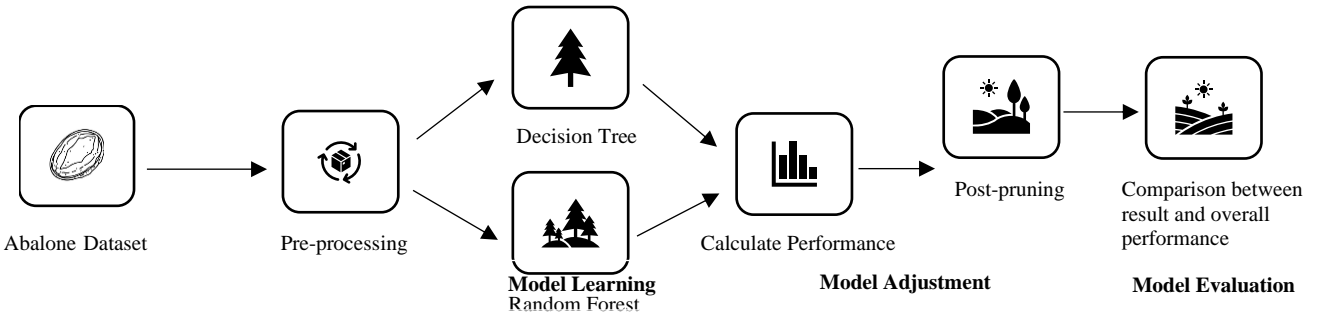 Abalone Dataset
Pre-processing
Decision Tree
Model Learning
Random Forest
Calculate Performance
Model Adjustment
Post-pruning
Comparison between
result and overall
performance
Model Evaluation